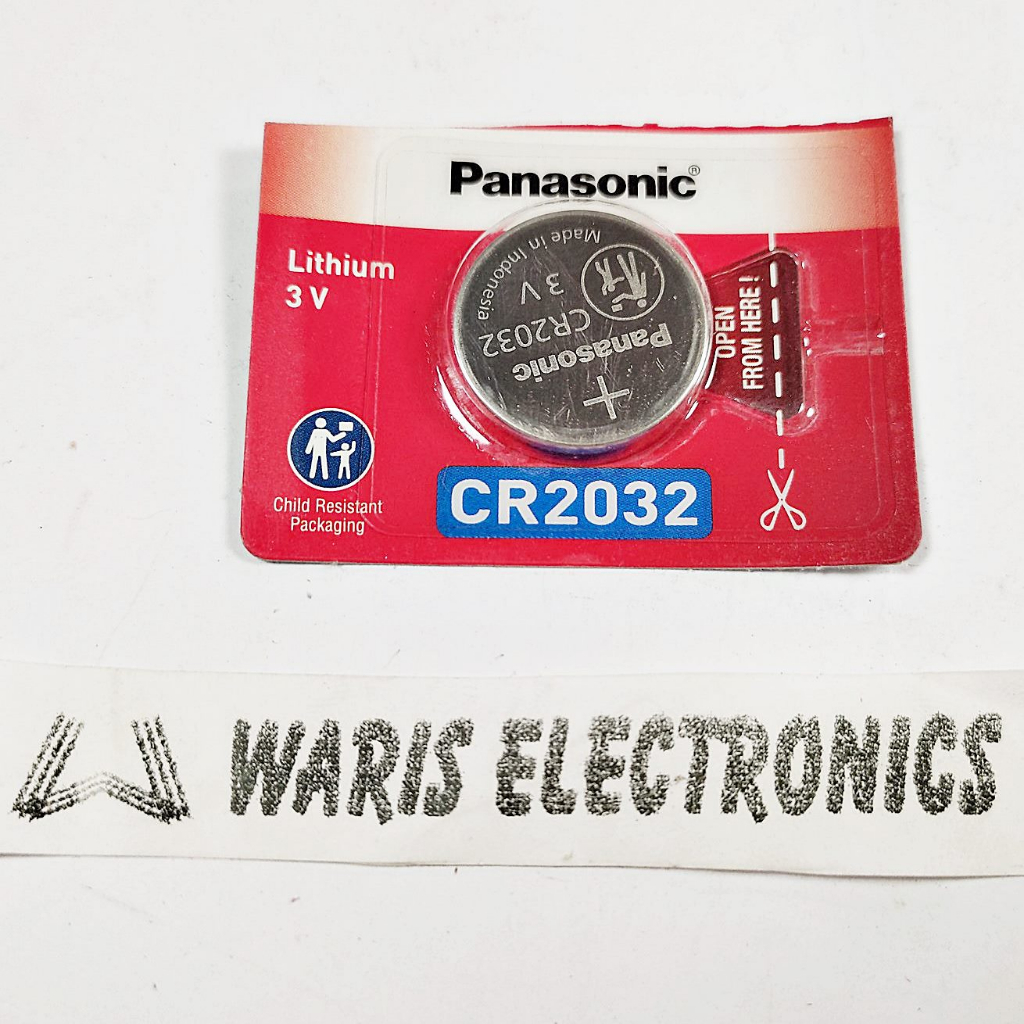 Panasonic®
Lithium
3 V
Made in Indonesia
3 V
CR2032
Panasonic
+
OPEN
FROM HERE!
Child Resistant
Packaging
CR2032
WARIS ELECTRONICS